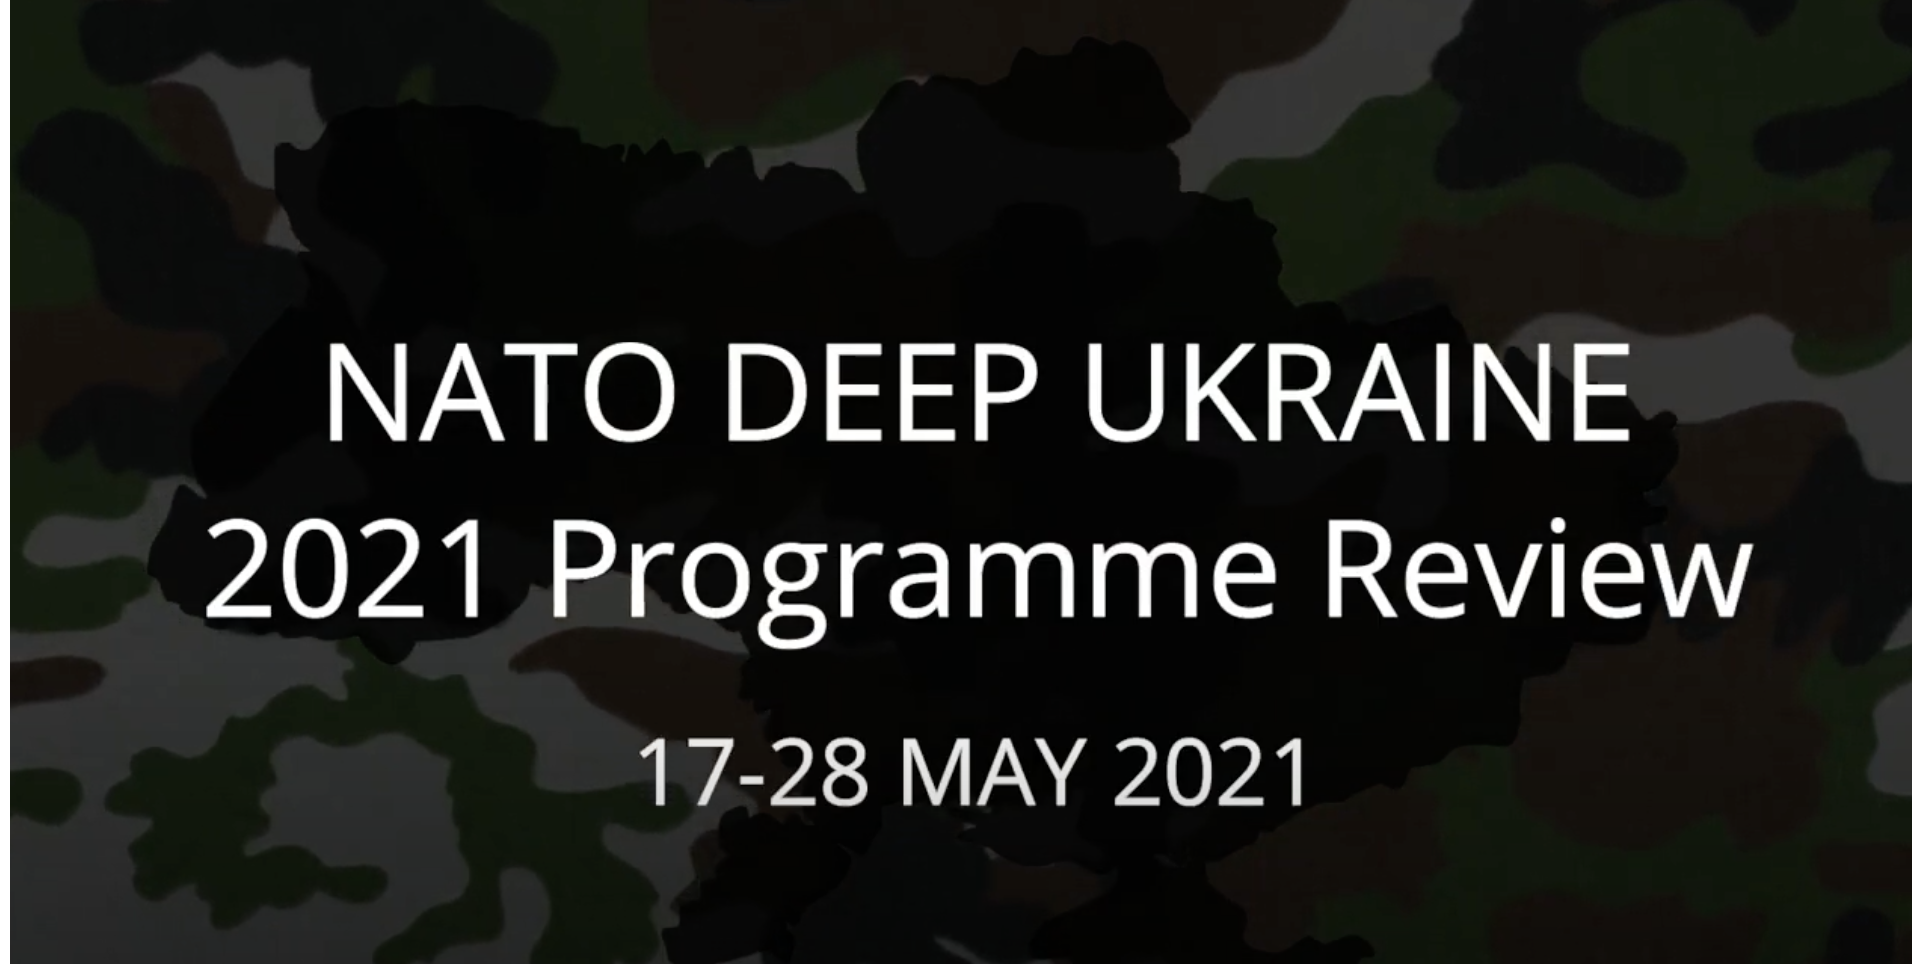 NATO DEEP UKRAINE
2021 Programme Review
17-28 MAY 2021